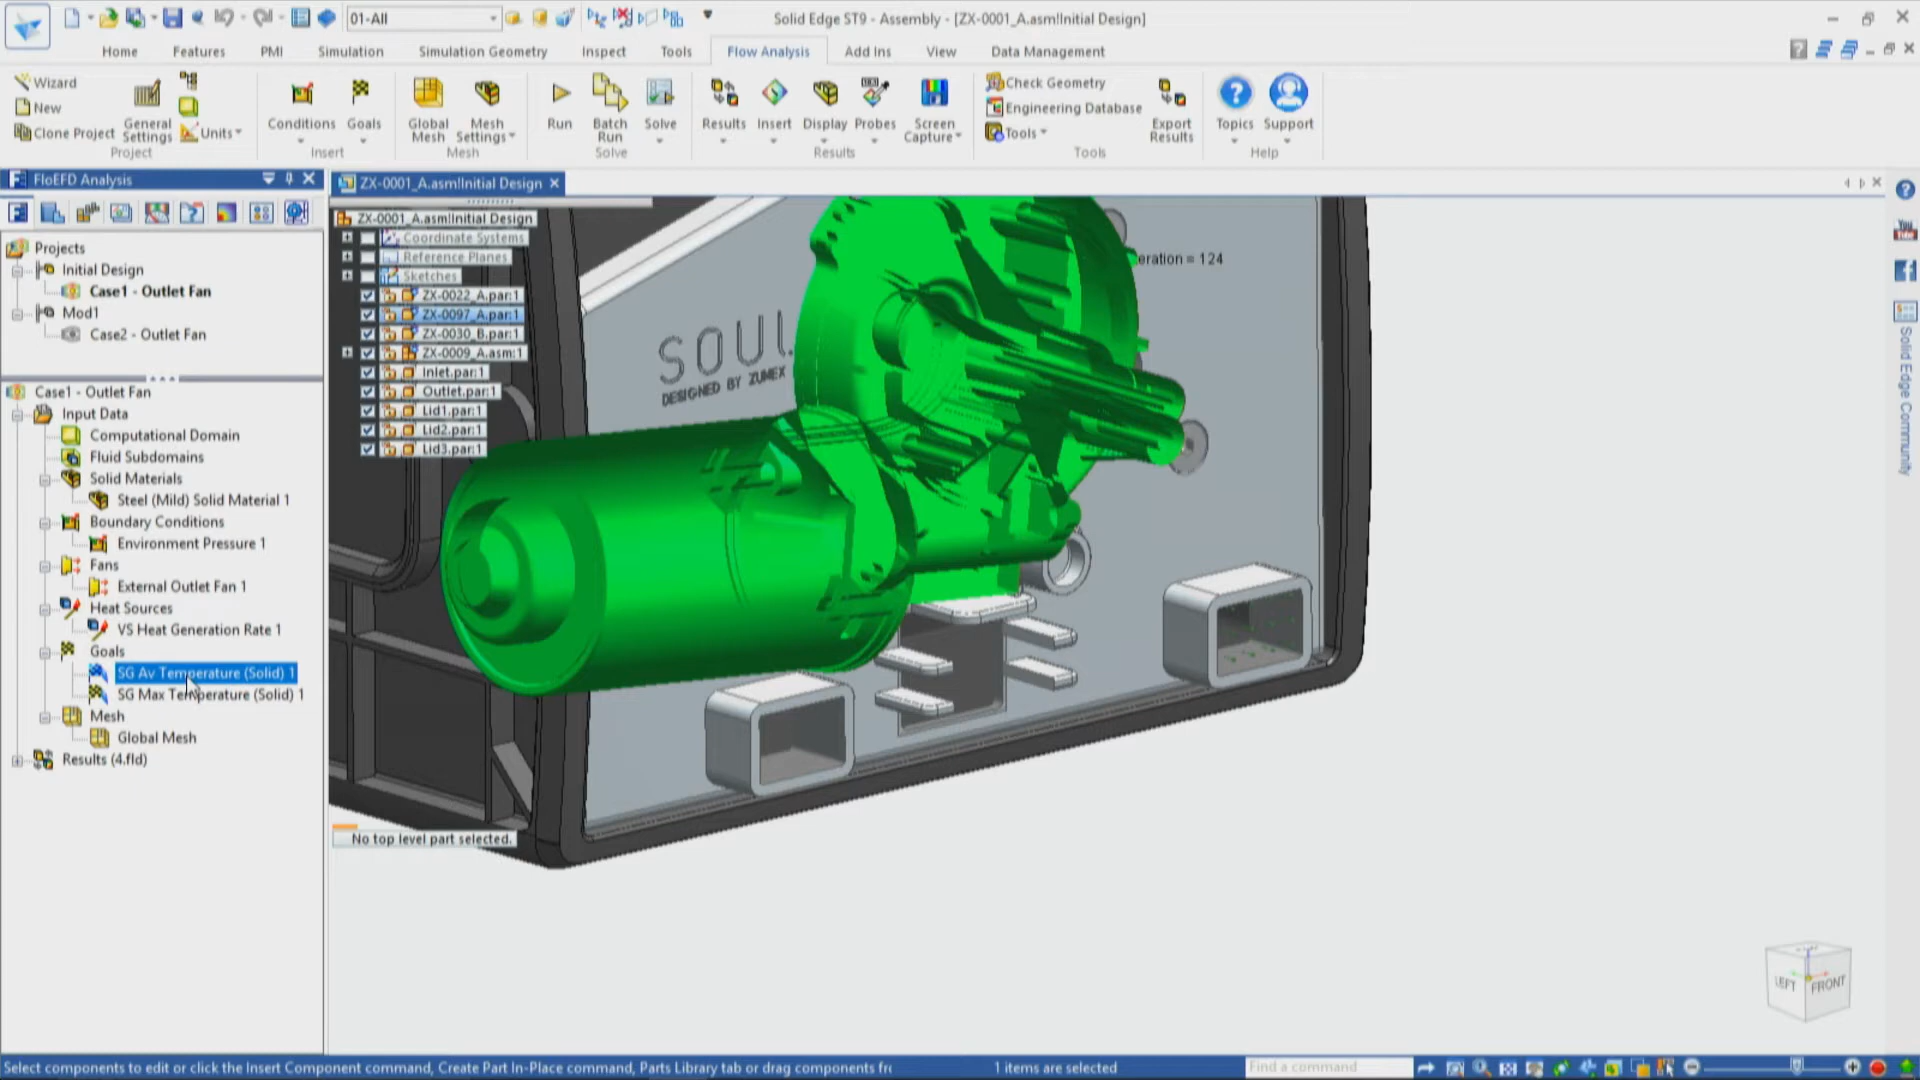 01-All
Solid Edge ST9 - Assembly - [ZX-0001_A.asm!Initial Design]
Home
Features
PMI
Simulation
Simulation Geometry
Inspect
Tools
Flow Analysis
Add Ins
View
Data Management
Wizard
New
Clone Project
General Settings
Units
Project
Conditions
Goals
Insert
Global Mesh
Mesh Settings
Mesh
Run
Batch Run
Solve
Solve
Results
Insert
Display
Probes
Screen Capture
Results
Check Geometry
Engineering Database
Tools
Export Results
Tools
Topics
Support
Help
FloEFD Analysis
ZX-0001_A.asm!Initial Design
Projects
Initial Design
Case1 - Outlet Fan
Mod1
Case2 - Outlet Fan
Case1 - Outlet Fan
Input Data
Computational Domain
Fluid Subdomains
Solid Materials
Steel (Mild) Solid Material 1
Boundary Conditions
Environment Pressure 1
Fans
External Outlet Fan 1
Heat Sources
VS Heat Generation Rate 1
Goals
SG Av Temperature (Solid) 1
SG Max Temperature (Solid) 1
Mesh
Global Mesh
Results (4.fld)
ZX-0001_A.asm!Initial Design
Coordinate Systems
Reference Planes
Sketches
ZX-0022_A.par:1
ZX-0097_A.par:1
ZX-0030_B.par:1
ZX-0009_A.asm:1
Inlet.par:1
Outlet.par:1
Lid1.par:1
Lid2.par:1
Lid3.par:1
eration = 124
SOUL
DESIGNED BY ZUMEX
No top level part selected.
You Tube
Solid Edge Community
LEFT
FRONT
Select components to edit or click the Insert Component command, Create Part In-Place command, Parts Library tab or drag components fr
1 items are selected
Find a command